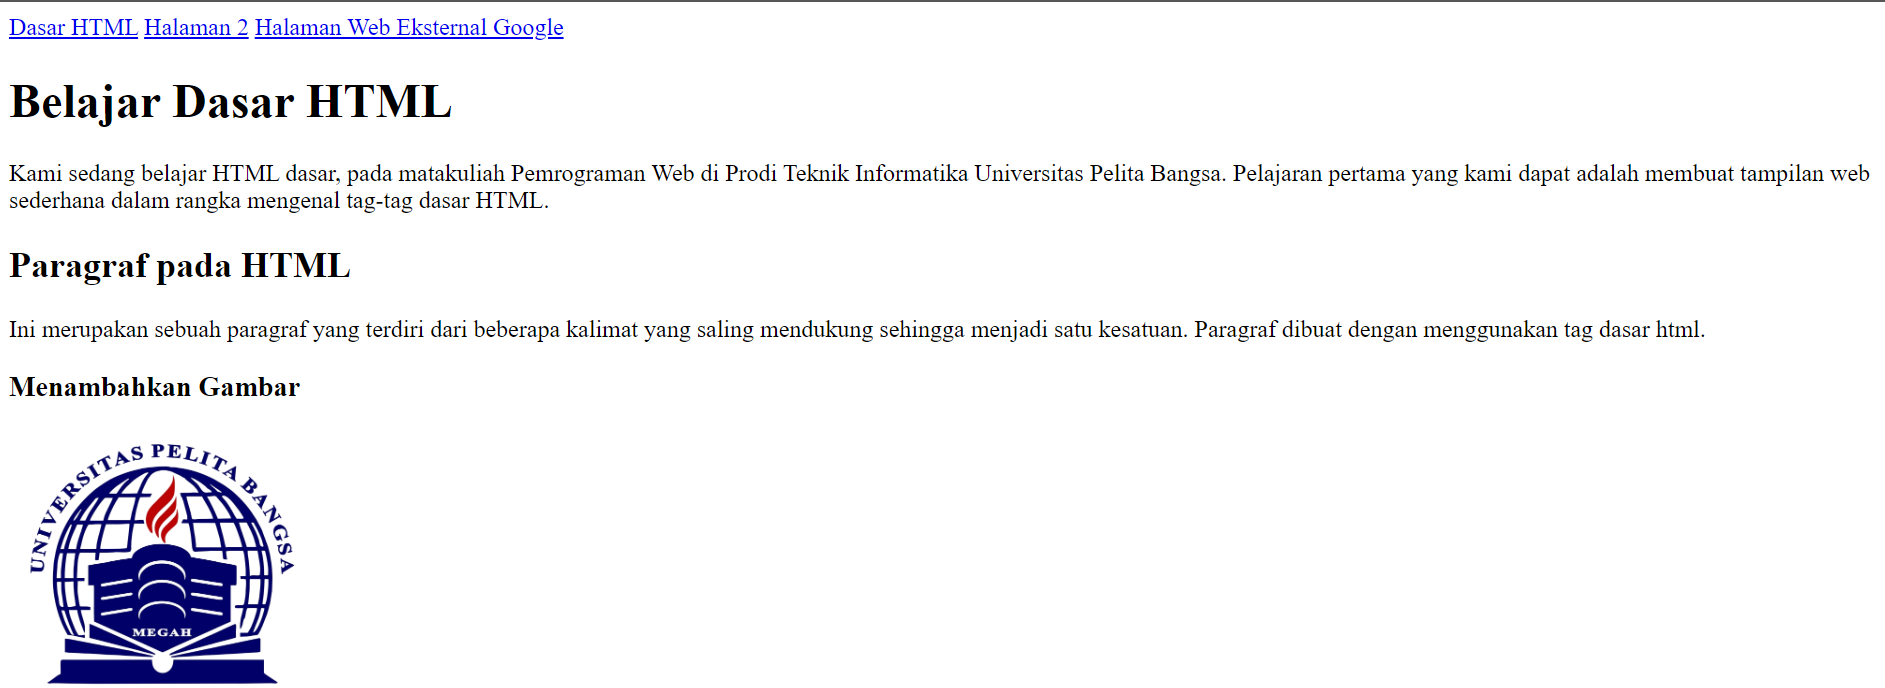 Dasar HTML Halaman 2 Halaman Web Eksternal Google
Belajar Dasar HTML
Kami sedang belajar HTML dasar, pada matakuliah Pemrograman Web di Prodi Teknik Informatika Universitas Pelita Bangsa. Pelajaran pertama yang kami dapat adalah membuat tampilan web
sederhana dalam rangka mengenal tag-tag dasar HTML.
Paragraf pada HTML
Ini merupakan sebuah paragraf yang terdiri dari beberapa kalimat yang saling mendukung sehingga menjadi satu kesatuan. Paragraf dibuat dengan menggunakan tag dasar html.
Menambahkan Gambar
UNIVERSITAS PELITA BANGSA
MEGAH